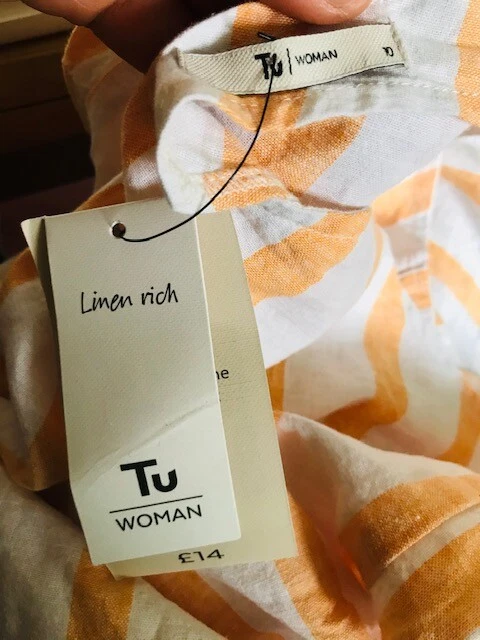 Tu | WOMAN
10
Linen rich
ne
Tu
WOMAN
£14